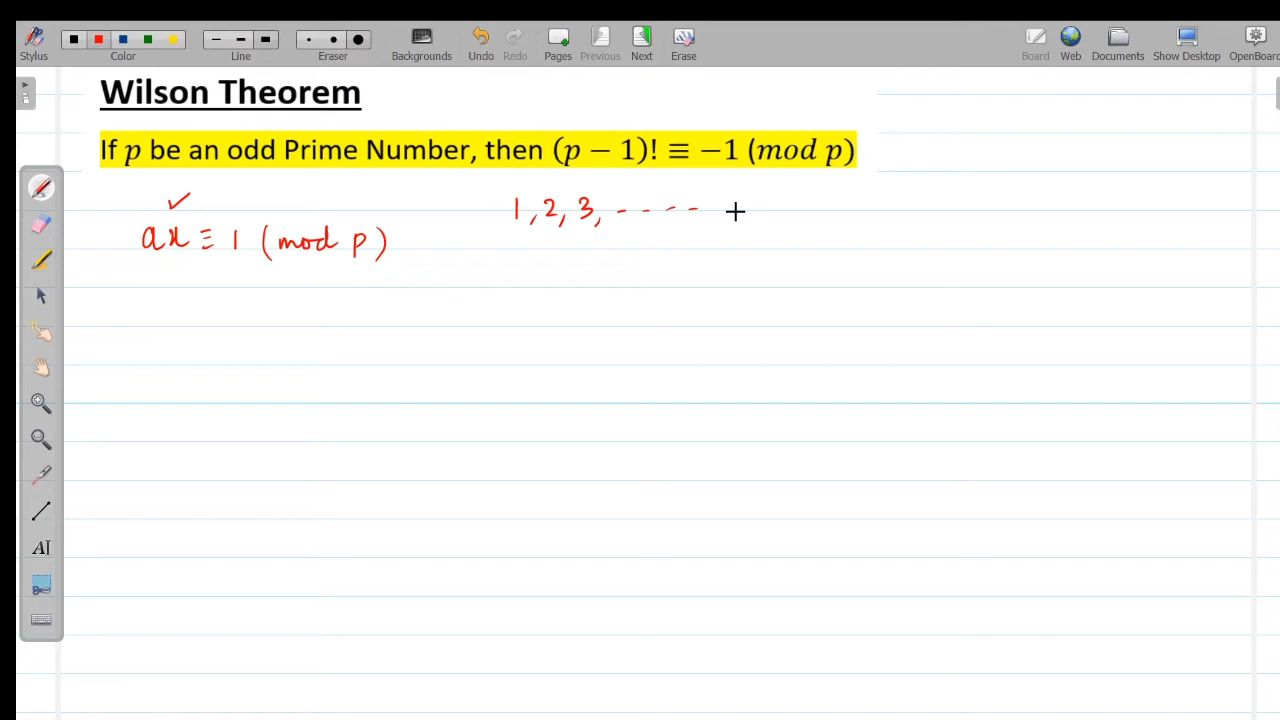 Stylus Color Line Eraser Backgrounds Undo Redo Pages Previous Next Erase Board Web Documents Show Desktop OpenBoard
Wilson Theorem
If p be an odd Prime Number, then (p − 1)! ≡ −1 (mod p)
✓
1, 2, 3, - - - -
ax ≡ 1 (mod p)